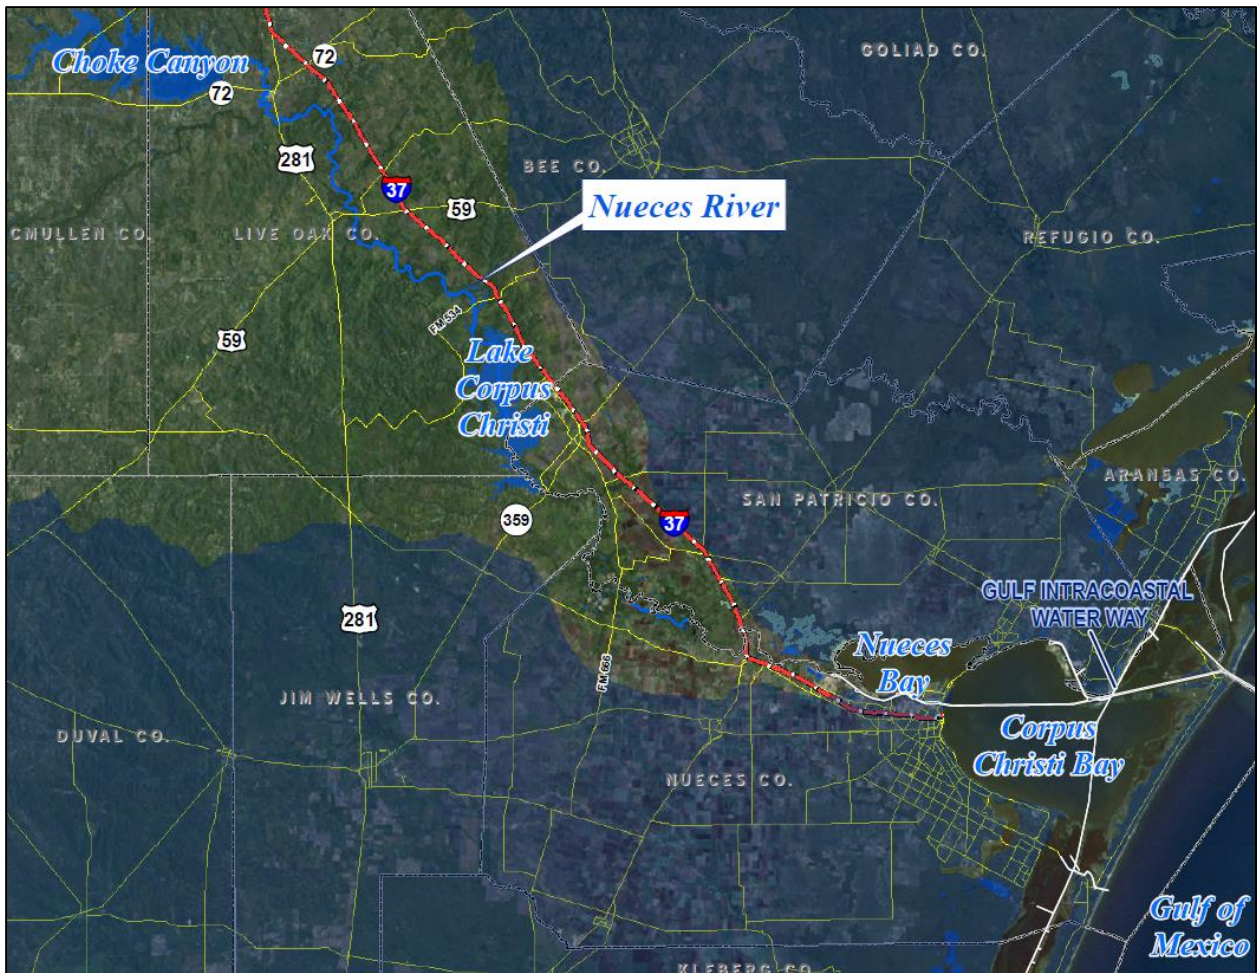 GOLIAD CO.
Choke Canyon
72
72
281
BEE CO.
37
59
Nueces River
CMULLEN CO.
LIVE OAK CO.
REFUGIO CO.
FM 534
59
Lake
Corpus
Christi
ARANSAS CO.
SAN PATRICIO CO.
359
37
GULF INTRACOASTAL
WATER WAY
281
Nueces
Bay
FM 666
JIM WELLS CO.
DUVAL CO.
Corpus
Christi Bay
NUECES CO.
Gulf of
Mexico
KLEBERG CO.